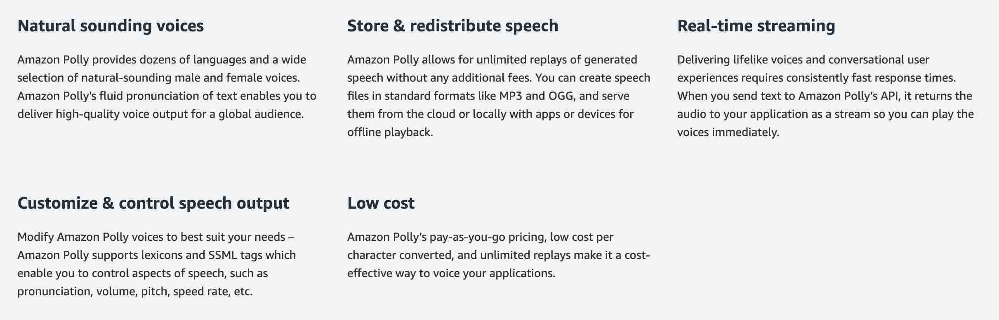 Natural sounding voices
Amazon Polly provides dozens of languages and a wide
selection of natural-sounding male and female voices.
Amazon Polly's fluid pronunciation of text enables you to
deliver high-quality voice output for a global audience.
Store & redistribute speech
Amazon Polly allows for unlimited replays of generated
speech without any additional fees. You can create speech
files in standard formats like MP3 and OGG, and serve
them from the cloud or locally with apps or devices for
offline playback.
Real-time streaming
Delivering lifelike voices and conversational user
experiences requires consistently fast response times.
When you send text to Amazon Polly’s API, it returns the
audio to your application as a stream so you can play the
voices immediately.
Customize & control speech output
Modify Amazon Polly voices to best suit your needs –
Amazon Polly supports lexicons and SSML tags which
enable you to control aspects of speech, such as
pronunciation, volume, pitch, speed rate, etc.
Low cost
Amazon Polly’s pay-as-you-go pricing, low cost per
character converted, and unlimited replays make it a cost-
effective way to voice your applications.